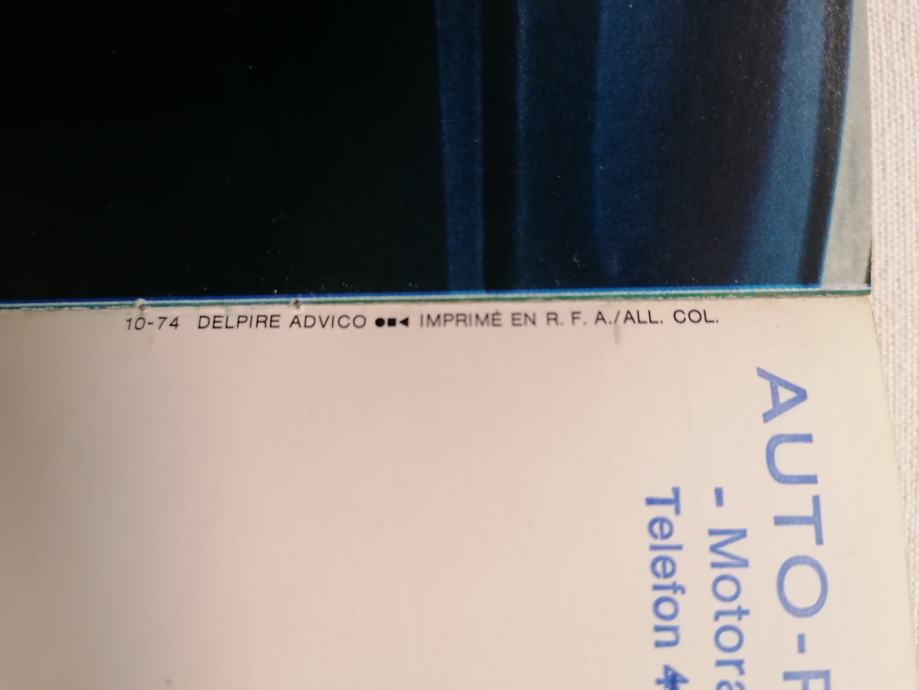 10-74 DELPIRE ADVICO ●■◀ IMPRIMÉ EN R. F. A./ALL. COL.
AUTO-
- Motor
Telefon